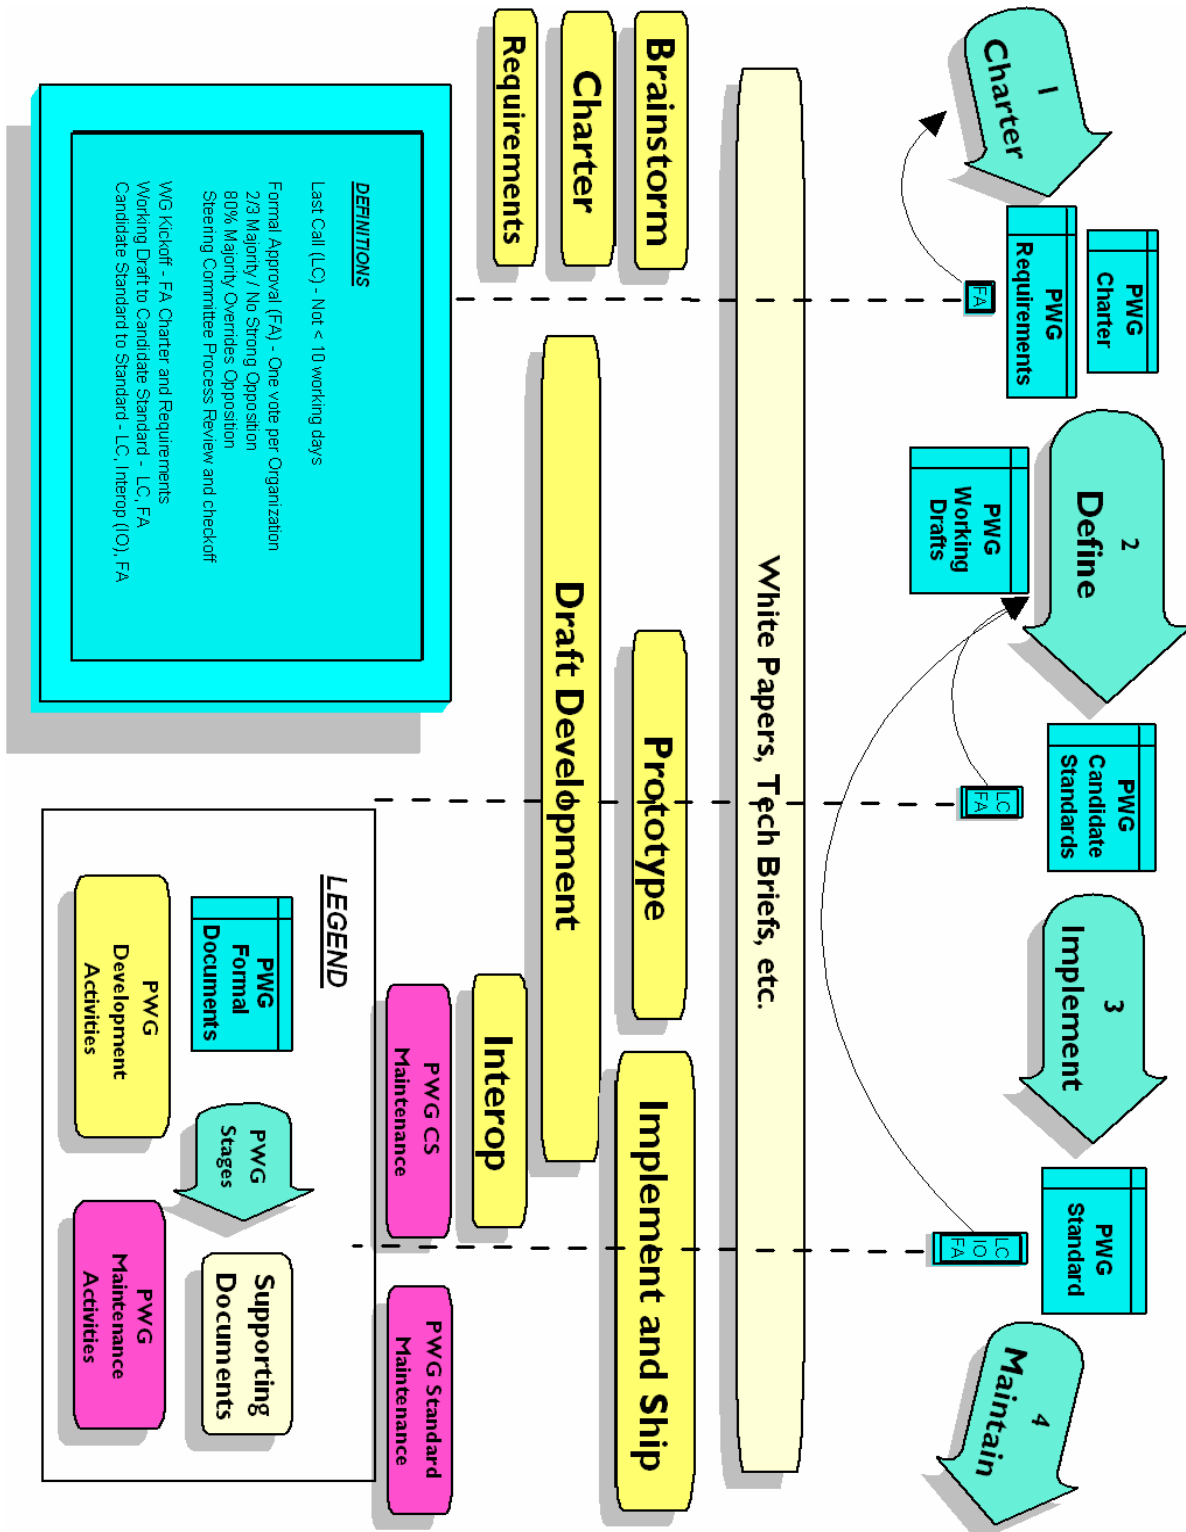 1
Charter
PWG
Charter
PWG
Requirements
FA
2
Define
PWG
Working
Drafts
PWG
Candidate
Standards
LC
FA
3
Implement
PWG
Standard
LC
IO
FA
4
Maintain
White Papers, Tech Briefs, etc.
Brainstorm
Charter
Requirements
Prototype
Implement and Ship
Draft Development
Interop
PWG CS
Maintenance
PWG Standard
Maintenance
DEFINITIONS
Last Call (LC) - Not < 10 working days
Formal Approval (FA) - One vote per Organization
2/3 Majority / No Strong Opposition
80% Majority Overrides Opposition
Steering Committee Process Review and checkoff
WG Kickoff - FA Charter and Requirements
Working Draft to Candidate Standard - LC, FA
Candidate Standard to Standard - LC, Interop (IO), FA
LEGEND
PWG
Formal
Documents
PWG
Stages
Supporting
Documents
PWG
Development
Activities
PWG
Maintenance
Activities